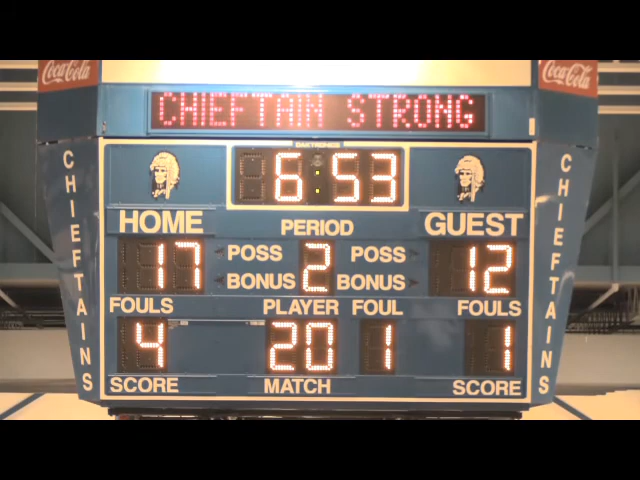 Coca-Cola Coca-Cola
CHIEFTAIN STRONG
DAKTRONICS
6:53
CHIEFTAINS CHIEFTAINS
HOME PERIOD GUEST
17 POSS 2 POSS 12
BONUS BONUS
FOULS PLAYER FOUL FOULS
4 20 1 1
SCORE MATCH SCORE